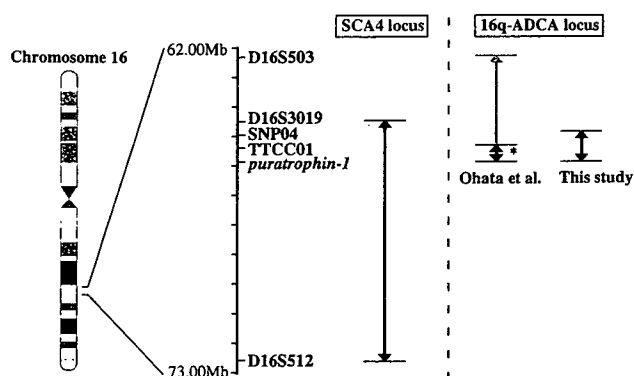 SCA4 locus
16q-ADCA locus
Chromosome 16
62.00Mb
D16S503
D16S3019
SNP04
TTCC01
puratrophin-1
*
Ohata et al.
This study
D16S512
73.00Mb